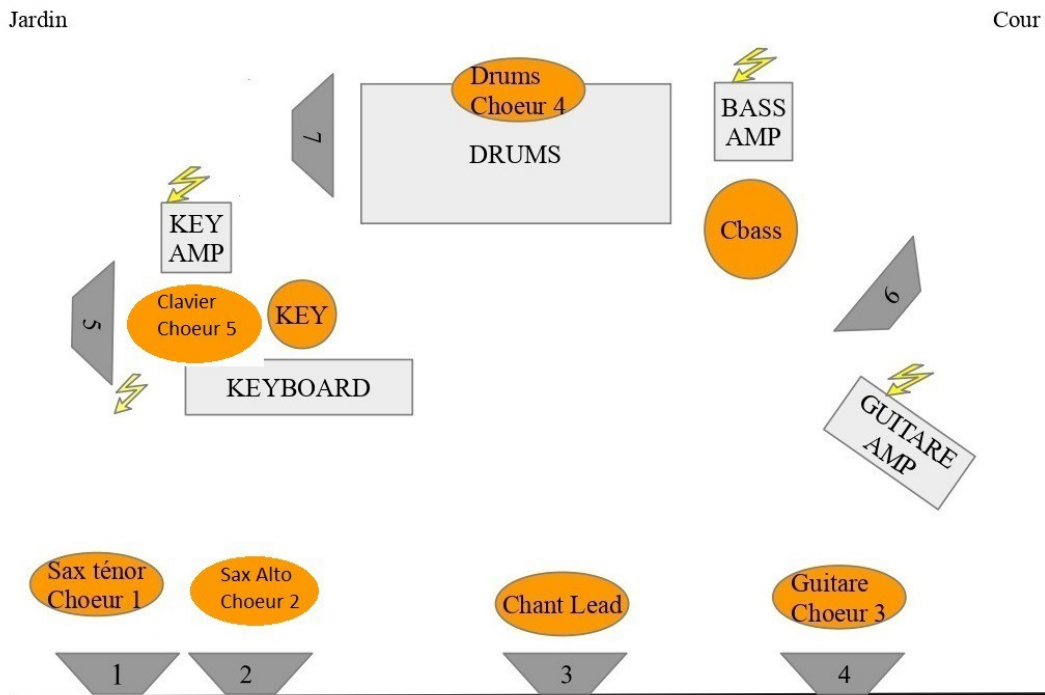 Jardin
Cour
Drums
Choeur 4
DRUMS
7
BASS
AMP
KEY
AMP
Cbass
Clavier
Choeur 5
KEY
5
6
KEYBOARD
GUITARE
AMP
Sax ténor
Choeur 1
Sax Alto
Choeur 2
Chant Lead
Guitare
Choeur 3
1
2
3
4